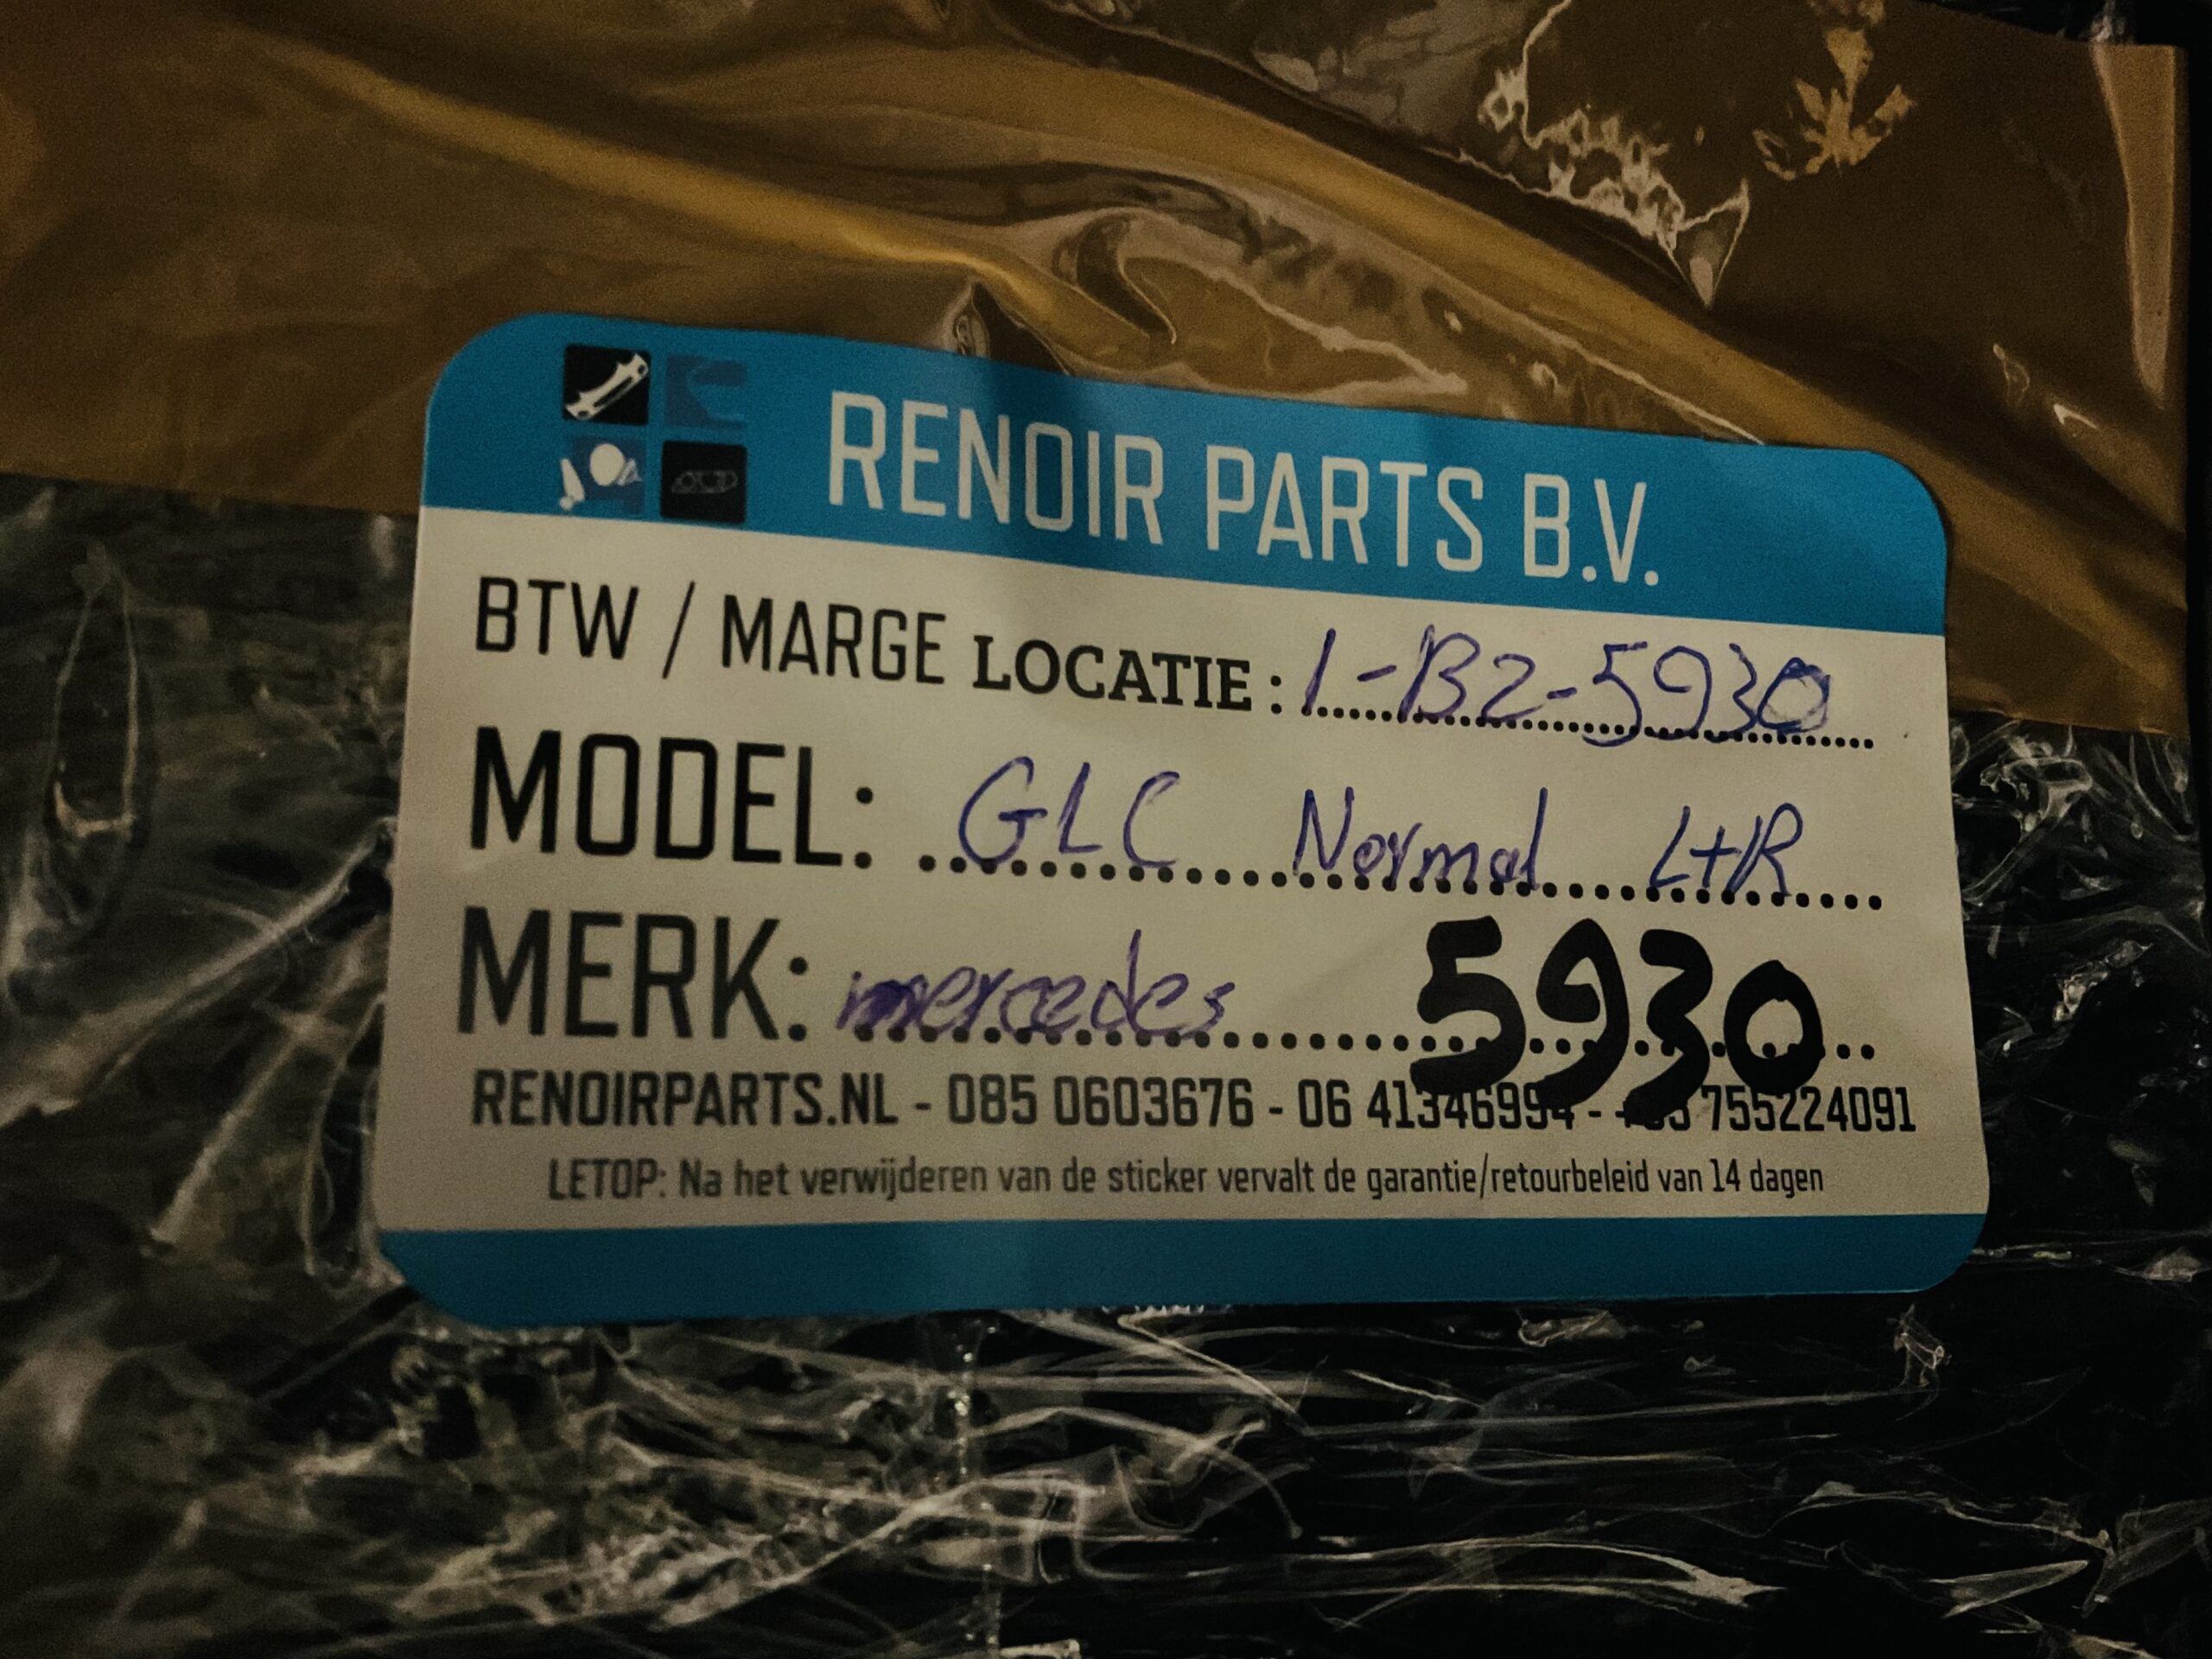 RENOIR PARTS B.V.
BTW / MARGE LOCATIE : 1-B2-5930
MODEL: GLC Normal L+R
MERK: mercedes 5930
RENOIRPARTS.NL - 085 0603676 - 06 41346994 - 755224091
LETOP: Na het verwijderen van de sticker vervalt de garantie/retourbeleid van 14 dagen